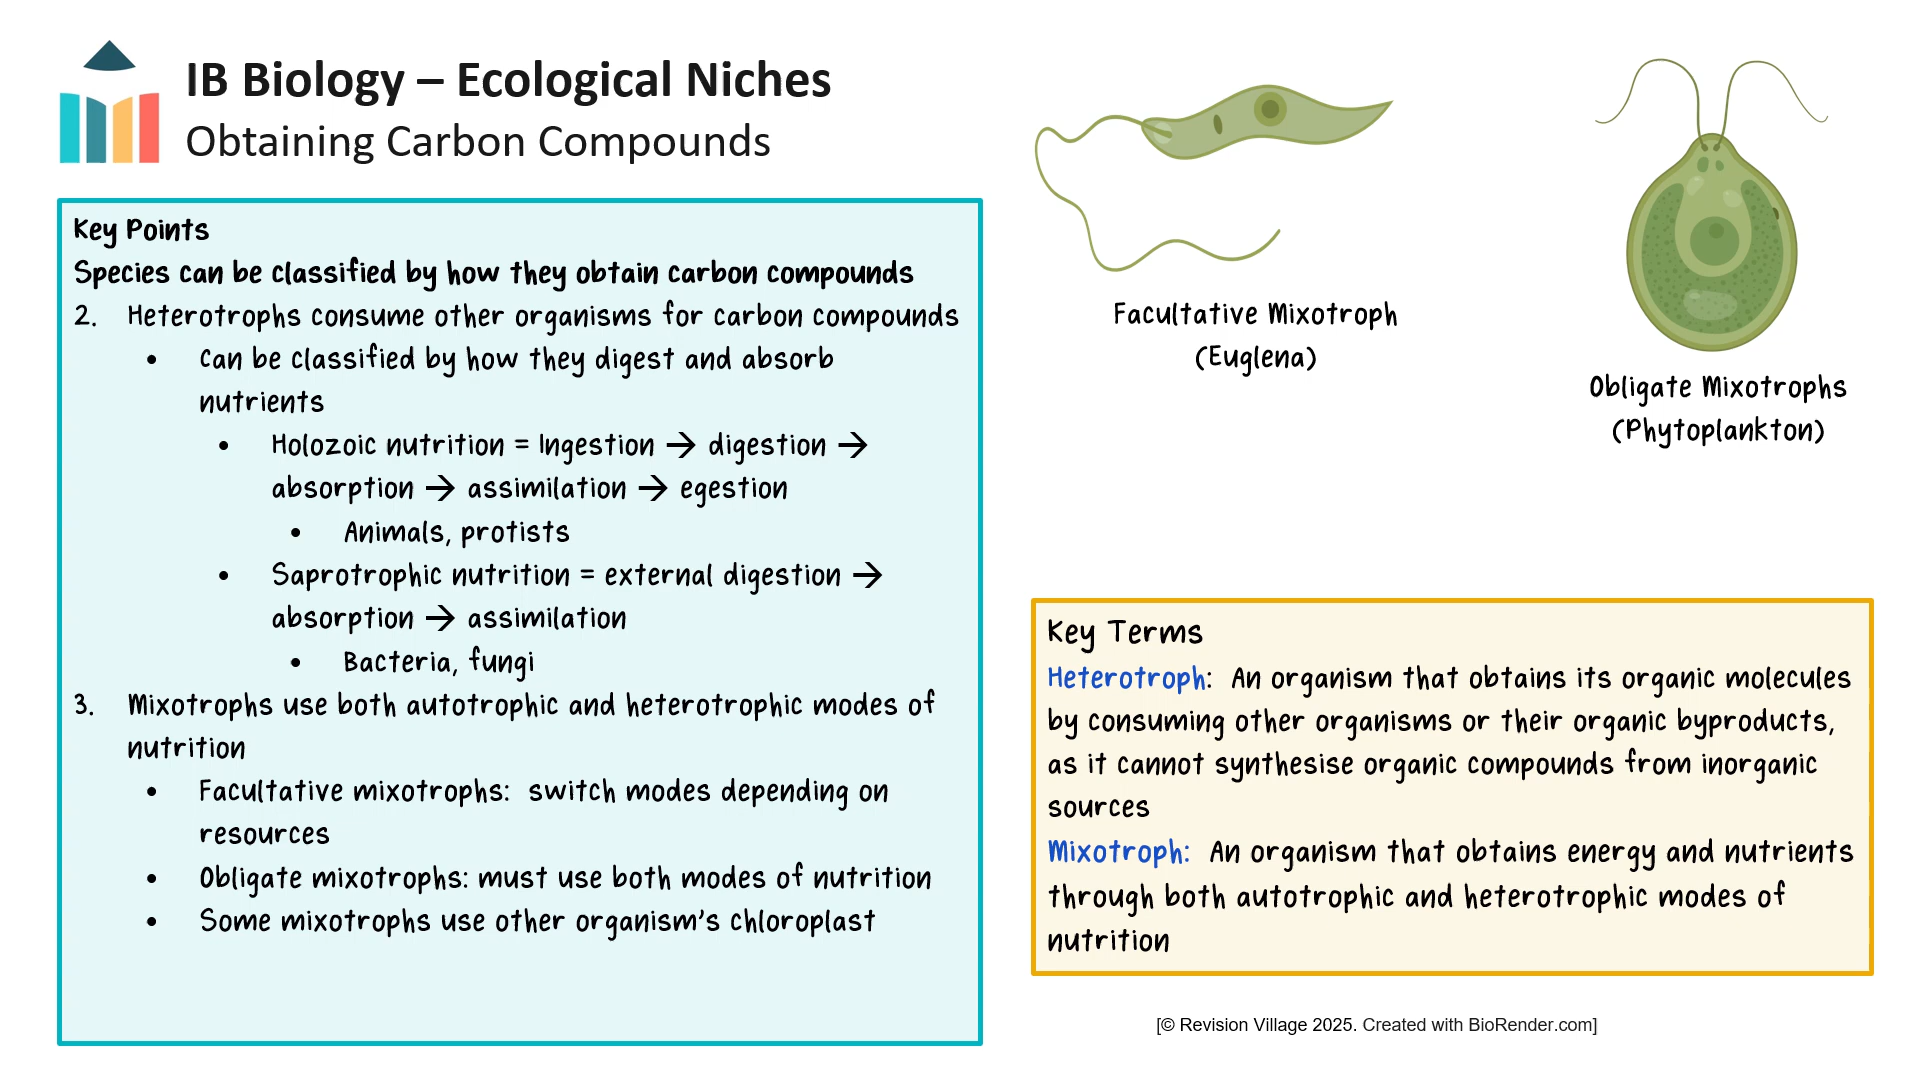 IB Biology – Ecological Niches
Obtaining Carbon Compounds
Key Points
Species can be classified by how they obtain carbon compounds
2. Heterotrophs consume other organisms for carbon compounds
• Can be classified by how they digest and absorb
nutrients
• Holozoic nutrition = Ingestion → digestion →
absorption → assimilation → egestion
• Animals, protists
• Saprotrophic nutrition = external digestion →
absorption → assimilation
• Bacteria, fungi
3. Mixotrophs use both autotrophic and heterotrophic modes of
nutrition
• Facultative mixotrophs: switch modes depending on
resources
• Obligate mixotrophs: must use both modes of nutrition
• Some mixotrophs use other organism's chloroplast
Facultative Mixotroph
(Euglena)
Obligate Mixotrophs
(Phytoplankton)
Key Terms
Heterotroph: An organism that obtains its organic molecules
by consuming other organisms or their organic byproducts,
as it cannot synthesise organic compounds from inorganic
sources
Mixotroph: An organism that obtains energy and nutrients
through both autotrophic and heterotrophic modes of
nutrition
[© Revision Village 2025. Created with BioRender.com]